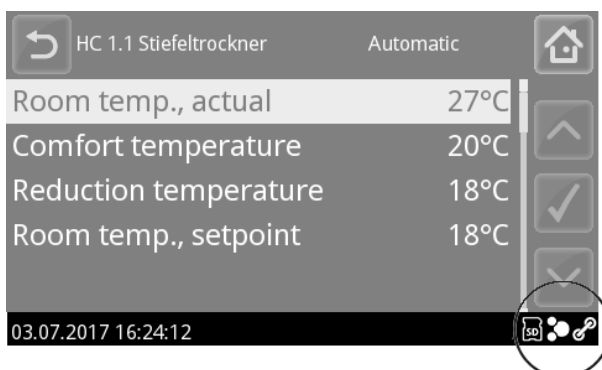 HC 1.1 Stiefeltrockner Automatic
Room temp., actual 27°C
Comfort temperature 20°C
Reduction temperature 18°C
Room temp., setpoint 18°C
03.07.2017 16:24:12 SD